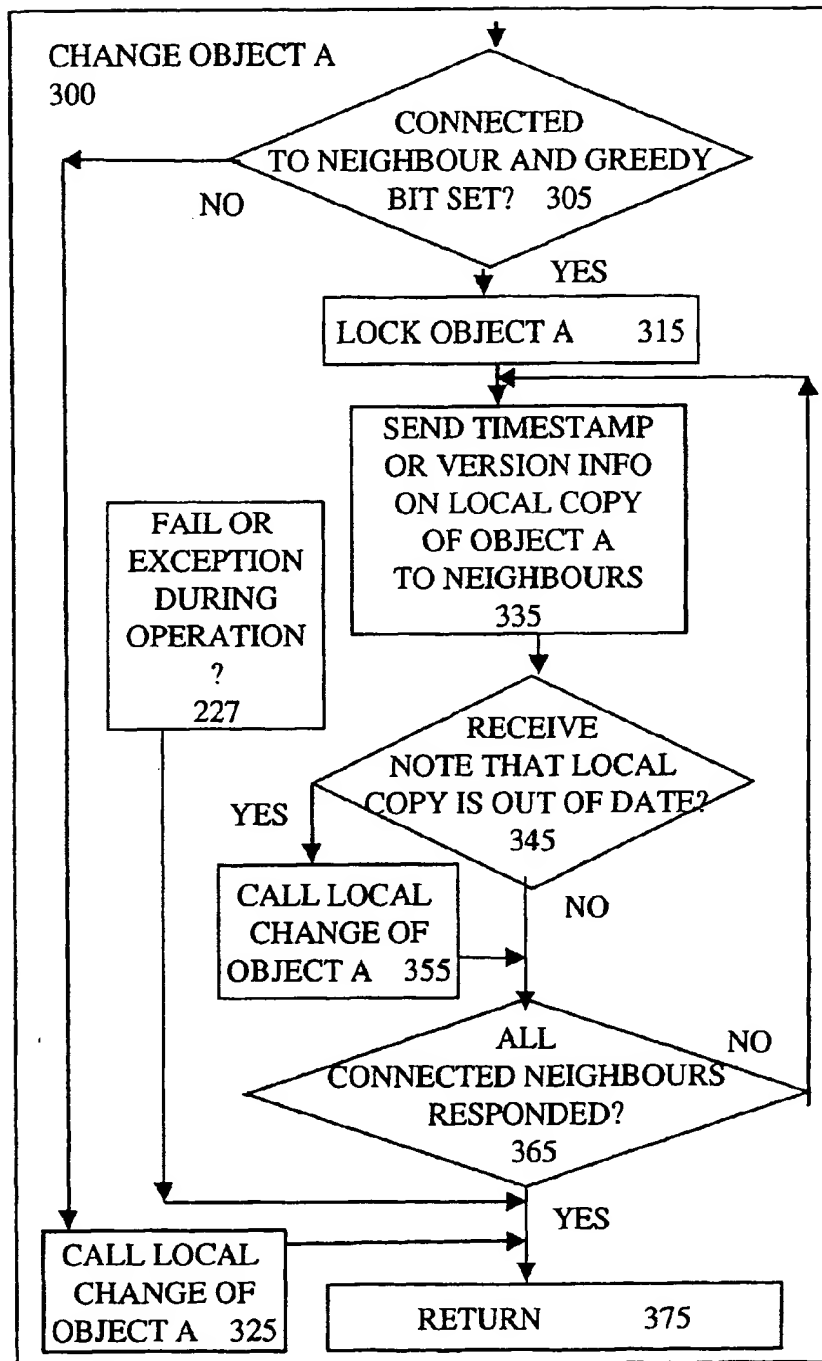 CHANGE OBJECT A
300
CONNECTED
TO NEIGHBOUR AND GREEDY
BIT SET? 305
NO
YES
LOCK OBJECT A 315
SEND TIMESTAMP
OR VERSION INFO
ON LOCAL COPY
OF OBJECT A
TO NEIGHBOURS
335
FAIL OR
EXCEPTION
DURING
OPERATION
?
227
RECEIVE
NOTE THAT LOCAL
COPY IS OUT OF DATE?
345
YES
NO
CALL LOCAL
CHANGE OF
OBJECT A 355
ALL
CONNECTED NEIGHBOURS
RESPONDED?
365
NO
YES
CALL LOCAL
CHANGE OF
OBJECT A 325
RETURN 375